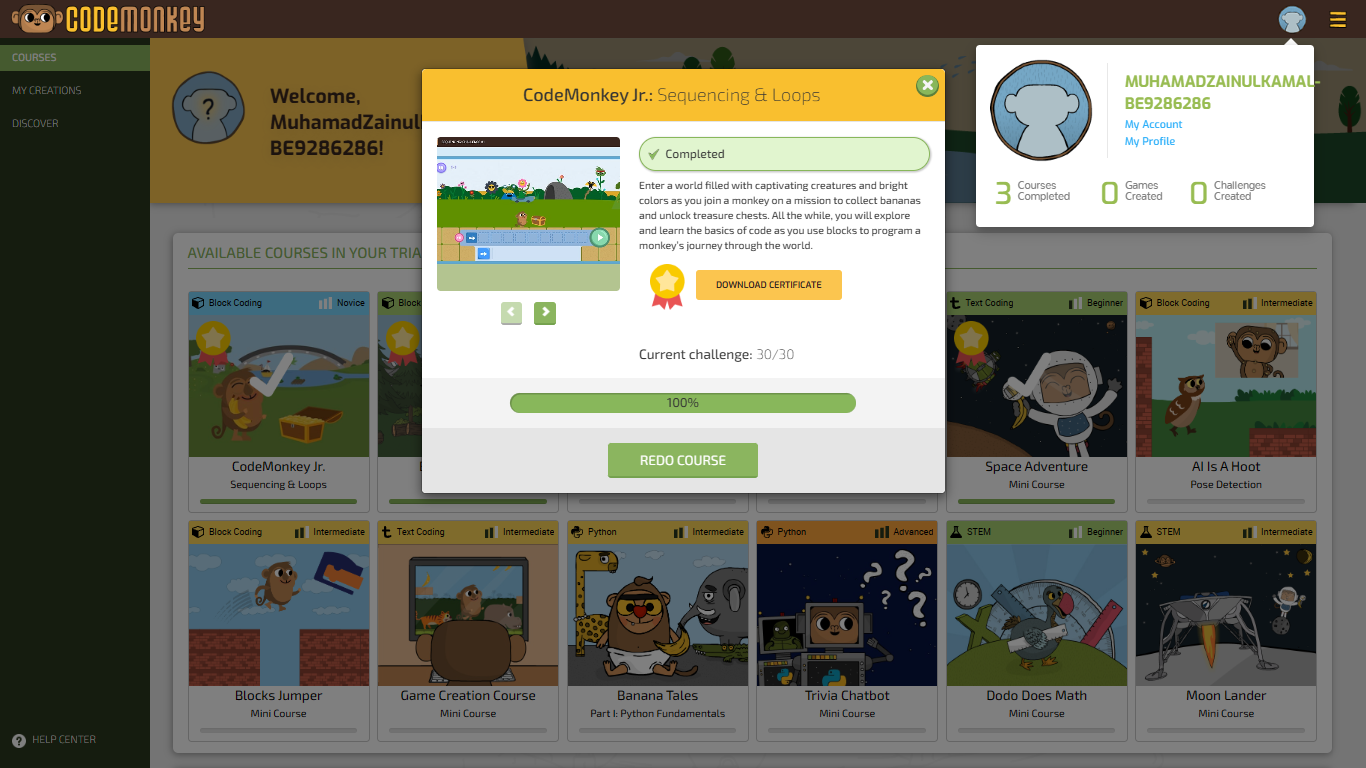 CODEMONKEY
COURSES
MY CREATIONS
DISCOVER
HELP CENTER
?
Welcome,
MuhamadZainul
BE9286286!
MUHAMADZAINULKAMAL-
BE9286286
My Account
My Profile
3 Courses Completed
0 Games Created
0 Challenges Created
CodeMonkey Jr.: Sequencing & Loops
Completed
Enter a world filled with captivating creatures and bright
colors as you join a monkey on a mission to collect bananas
and unlock treasure chests. All the while, you will explore
and learn the basics of code as you use blocks to program a
monkey's journey through the world.
DOWNLOAD CERTIFICATE
Current challenge: 30/30
100%
REDO COURSE
AVAILABLE COURSES IN YOUR TRIA
Block Coding Novice
Block
Text Coding Beginner
Block Coding Intermediate
CodeMonkey Jr.
Sequencing & Loops
Space Adventure
Mini Course
AI Is A Hoot
Pose Detection
Block Coding Intermediate
Text Coding Intermediate
Python Intermediate
Python Advanced
STEM Beginner
STEM Intermediate
Blocks Jumper
Mini Course
Game Creation Course
Mini Course
Banana Tales
Part I: Python Fundamentals
Trivia Chatbot
Mini Course
Dodo Does Math
Mini Course
Moon Lander
Mini Course